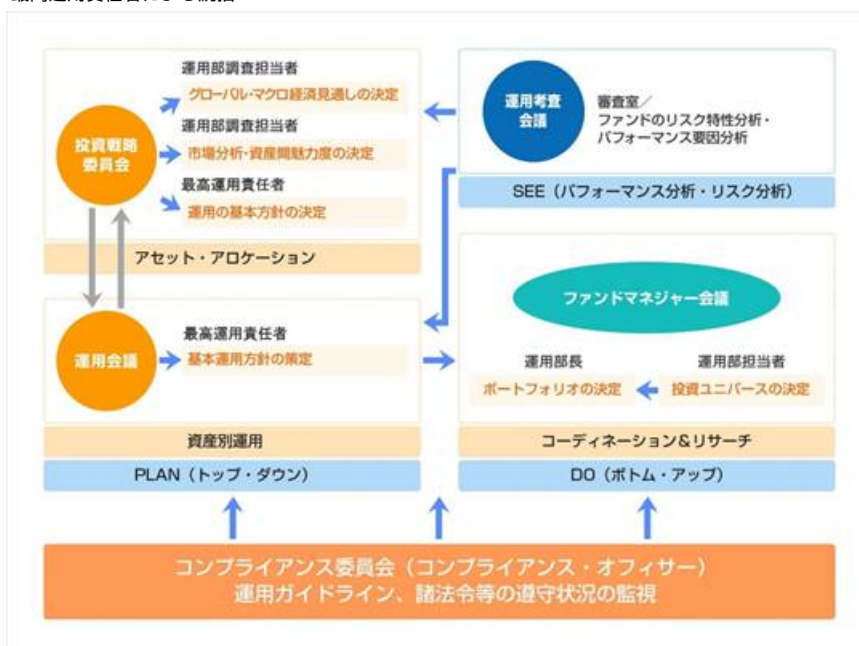 運用部調査担当者
グローバル・マクロ経済見通しの決定
投資戦略
委員会
運用部調査担当者
市場分析・資産間魅力度の決定
最高運用責任者
運用の基本方針の決定
アセット・アロケーション
運用考査
会議
審査室／
ファンドのリスク特性分析・
パフォーマンス要因分析
SEE（パフォーマンス分析・リスク分析）
運用会議
最高運用責任者
基本運用方針の策定
資産別運用
PLAN（トップ・ダウン）
ファンドマネジャー会議
運用部長
ポートフォリオの決定
運用部担当者
投資ユニバースの決定
コーディネーション＆リサーチ
DO（ボトム・アップ）
コンプライアンス委員会（コンプライアンス・オフィサー）
運用ガイドライン、諸法令等の遵守状況の監視